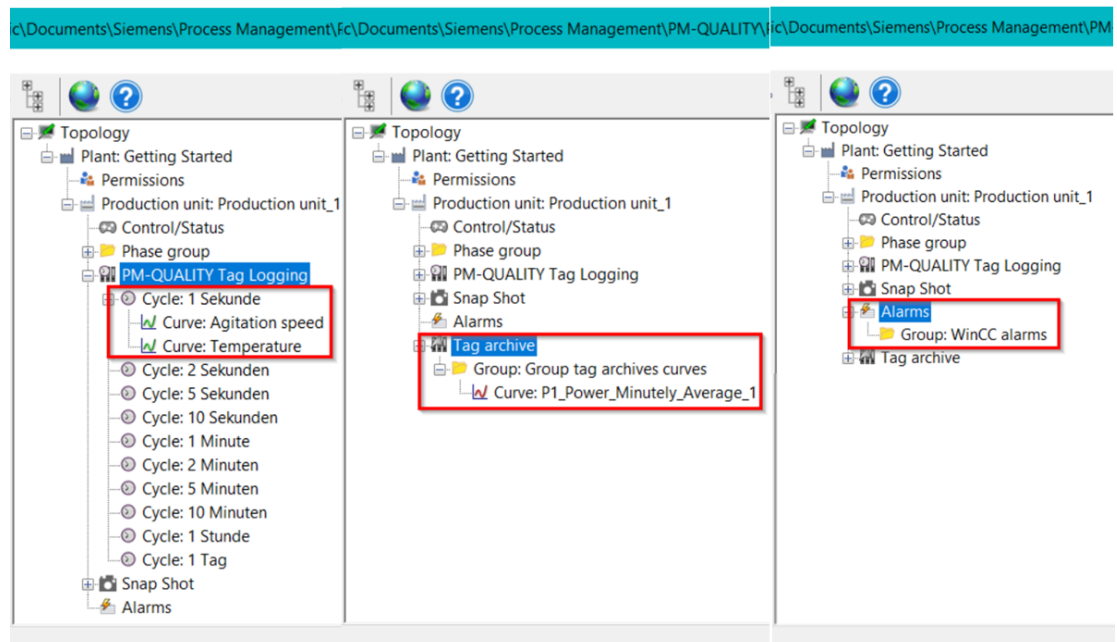 ic\Documents\Siemens\Process Management\
Topology
Plant: Getting Started
Permissions
Production unit: Production unit_1
Control/Status
Phase group
PM-QUALITY Tag Logging
Cycle: 1 Sekunde
Curve: Agitation speed
Curve: Temperature
Cycle: 2 Sekunden
Cycle: 5 Sekunden
Cycle: 10 Sekunden
Cycle: 1 Minute
Cycle: 2 Minuten
Cycle: 5 Minuten
Cycle: 10 Minuten
Cycle: 1 Stunde
Cycle: 1 Tag
Snap Shot
Alarms
c\Documents\Siemens\Process Management\PM-QUALITY\
Topology
Plant: Getting Started
Permissions
Production unit: Production unit_1
Control/Status
Phase group
PM-QUALITY Tag Logging
Snap Shot
Alarms
Tag archive
Group: Group tag archives curves
Curve: P1_Power_Minutely_Average_1
ic\Documents\Siemens\Process Management\PM-
Topology
Plant: Getting Started
Permissions
Production unit: Production unit_1
Control/Status
Phase group
PM-QUALITY Tag Logging
Snap Shot
Alarms
Group: WinCC alarms
Tag archive